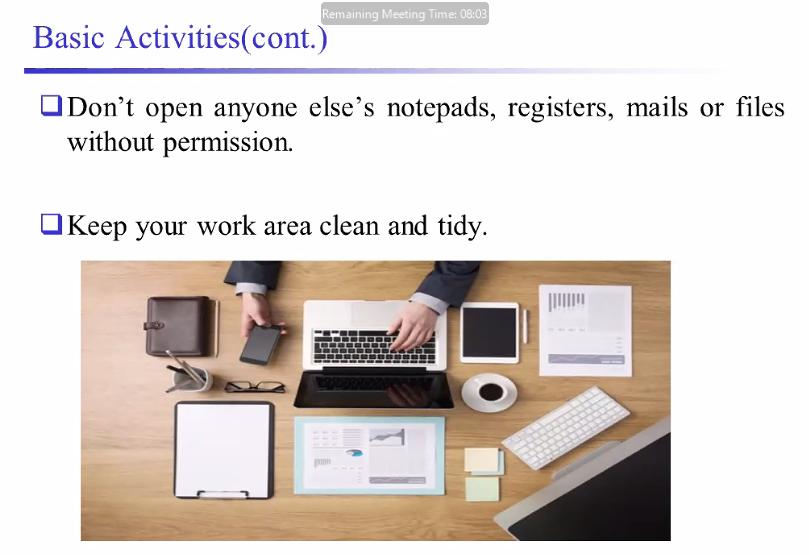 Remaining Meeting Time: 08:03
Basic Activities(cont.)
Don’t open anyone else’s notepads, registers, mails or files
without permission.
Keep your work area clean and tidy.